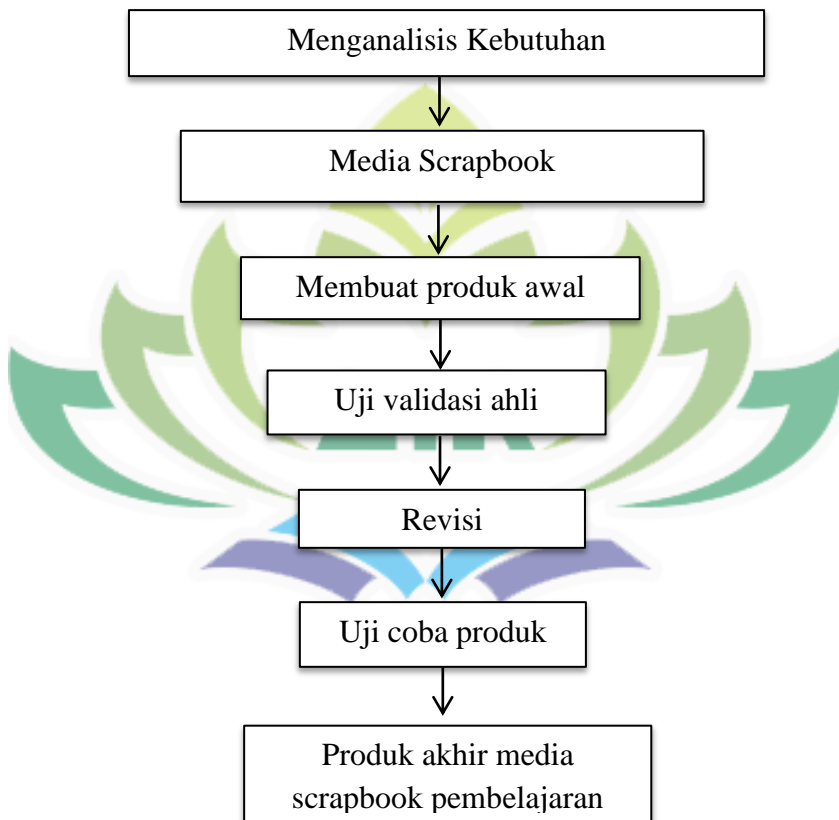 Menganalisis Kebutuhan
Media Scrapbook
Membuat produk awal
Uji validasi ahli
Revisi
Uji coba produk
Produk akhir media
scrapbook pembelajaran